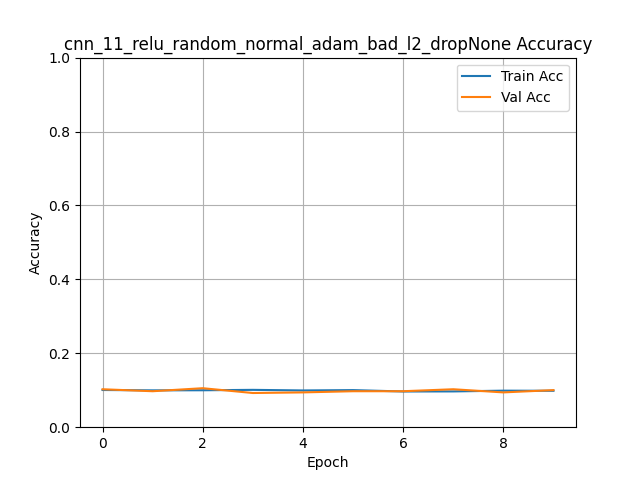 cnn_11_relu_random_normal_adam_bad_l2_dropNone Accuracy
1.0
0.8
0.6
0.4
0.2
0.0
Accuracy
Train Acc
Val Acc
0 2 4 6 8
Epoch